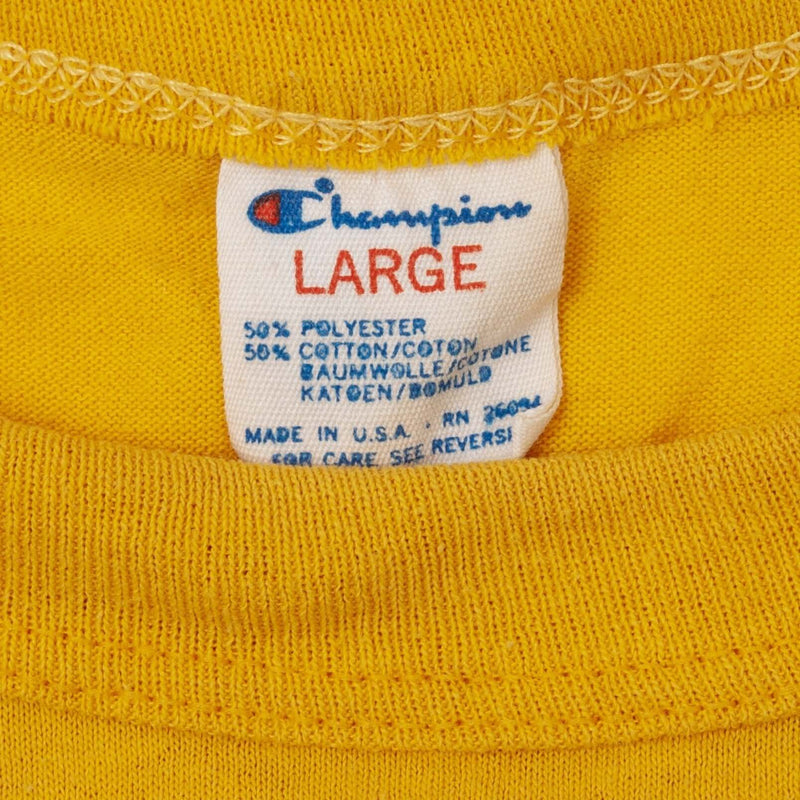 Champion
LARGE
50% POLYESTER
50% COTTON/COTON
BAUMWOLLE/COTONE
KATOEN/BOMULD
MADE IN U.S.A. RN 26094
FOR CARE SEE REVERSE